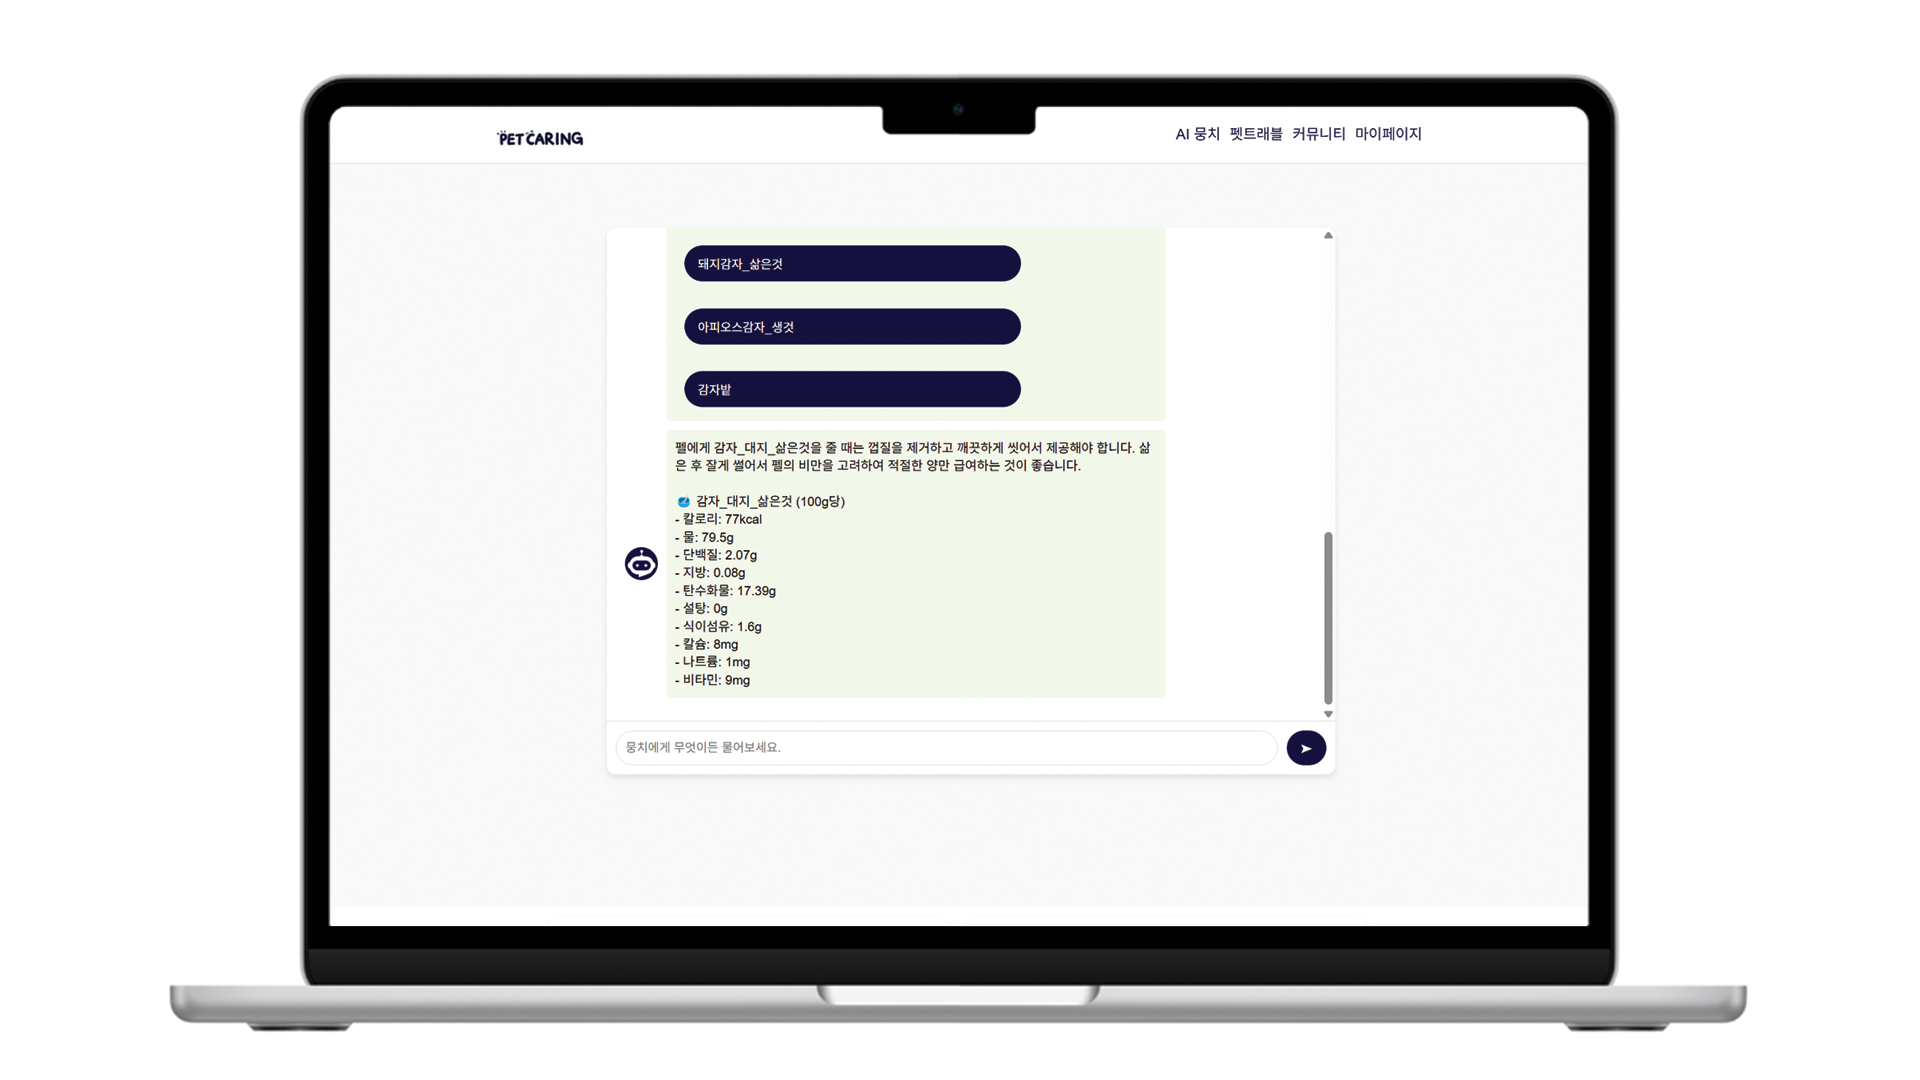 PETCARING
AI 뭉치 펫트래블 커뮤니티 마이페이지
돼지감자_삶은것
아피오스감자_생것
감자밭
펠에게 감자_대지_삶은것을 줄 때는 껍질을 제거하고 깨끗하게 씻어서 제공해야 합니다. 삶
은 후 잘게 썰어서 펠의 비만을 고려하여 적절한 양만 급여하는 것이 좋습니다.
감자_대지_삶은것 (100g당)
- 칼로리: 77kcal
- 물: 79.5g
- 단백질: 2.07g
- 지방: 0.08g
- 탄수화물: 17.39g
- 설탕: 0g
- 식이섬유: 1.6g
- 칼슘: 8mg
- 나트륨: 1mg
- 비타민: 9mg
뭉치에게 무엇이든 물어보세요.